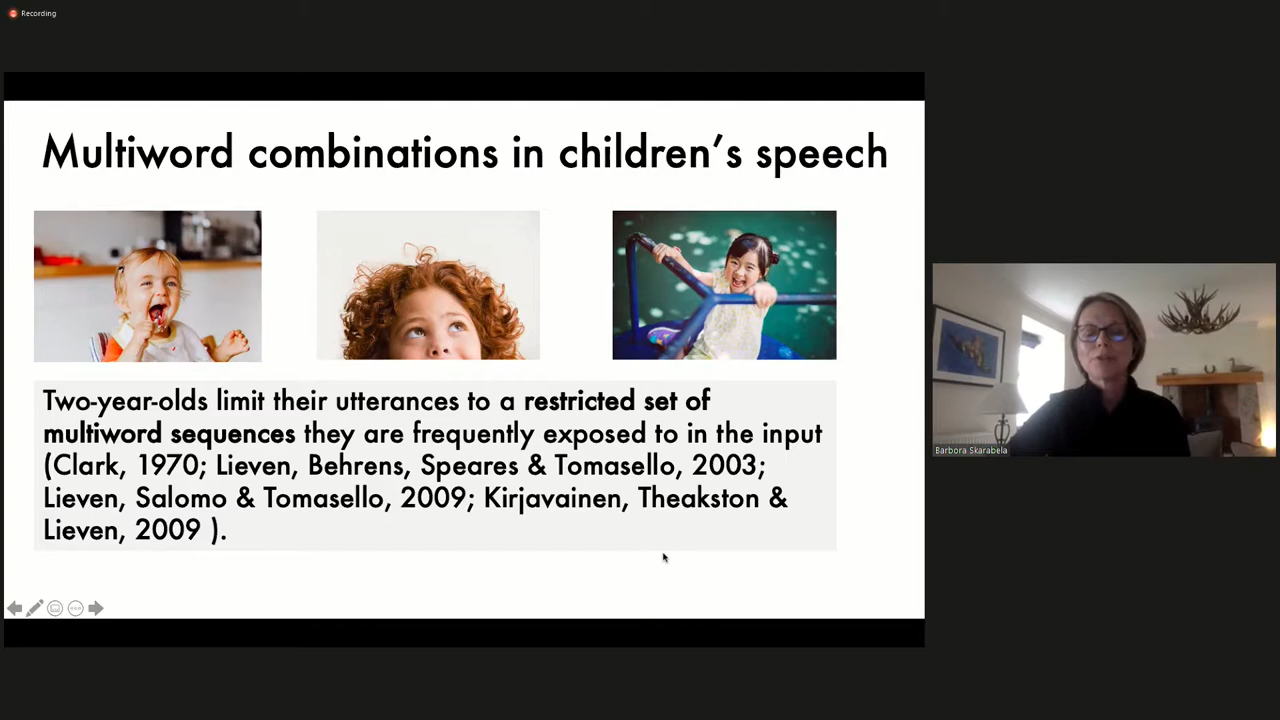 Recording
Multiword combinations in children’s speech
Two-year-olds limit their utterances to a restricted set of
multiword sequences they are frequently exposed to in the input
(Clark, 1970; Lieven, Behrens, Speares & Tomasello, 2003;
Lieven, Salomo & Tomasello, 2009; Kirjavainen, Theakston &
Lieven, 2009 ).
Barbora Skarabela